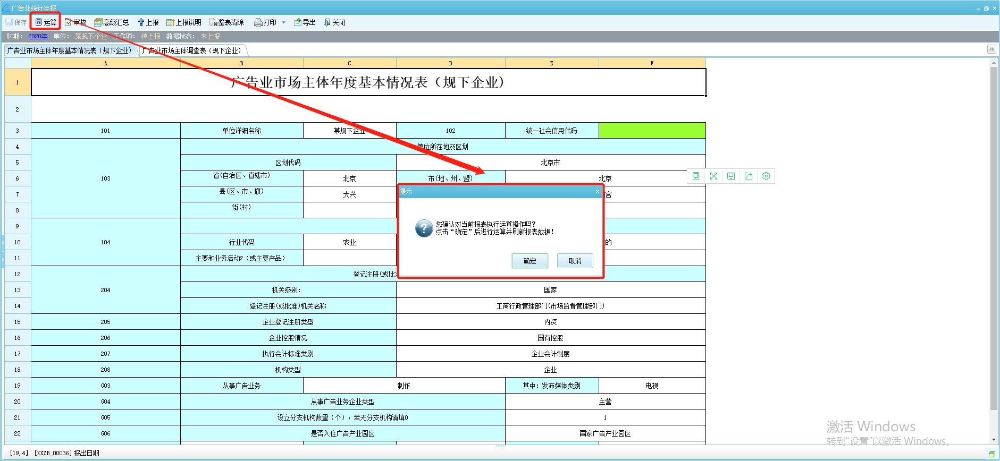 广告业统计年报
保存 运算 审核 高级汇总 上报 上报说明 整表清除 打印 导出 关闭
时期： 2020年 单位： 某规下企业 工作项： 待上报 数据状态： 未上报
广告业市场主体年度基本情况表（规下企业） 广告业市场主体调查表（规下企业）
A B C D E F
1 广告业市场主体年度基本情况表（规下企业）
2
3 101 单位详细名称 某规下企业 102 统一社会信用代码
4 单位所在地及区划
5 区划代码 北京市
6 103 省(自治区、直辖市) 北京 市(地、州、盟) 北京
7 县(区、市、旗) 大兴 宫
8 街(村)
9
10 104 行业代码 农业 的
11 主要和业务活动2（或主要产品）
12 登记注册(或批
13 204 机关级别： 国家
14 登记注册(或批准)机关名称 工商行政管理部门(市场监督管理部门)
15 205 企业登记注册类型 内资
16 206 企业控股情况 国有控股
17 207 执行会计标准类别 企业会计制度
18 208 机构类型 企业
19 G03 从事广告业务 制作 其中：发布媒体类别 电视
20 G04 从事广告业务企业类型 主营
21 G05 设立分支机构数量（个），若无分支机构请填0 1
22 G06 是否入住广告产业园区 国家广告产业园区
提示
您确认对当前报表执行运算操作吗？
点击“确定”后进行运算并刷新报表数据！
确定 取消
激活 Windows
转到“设置”以激活 Windows。
[19,4] [XXZB_00036]报出日期